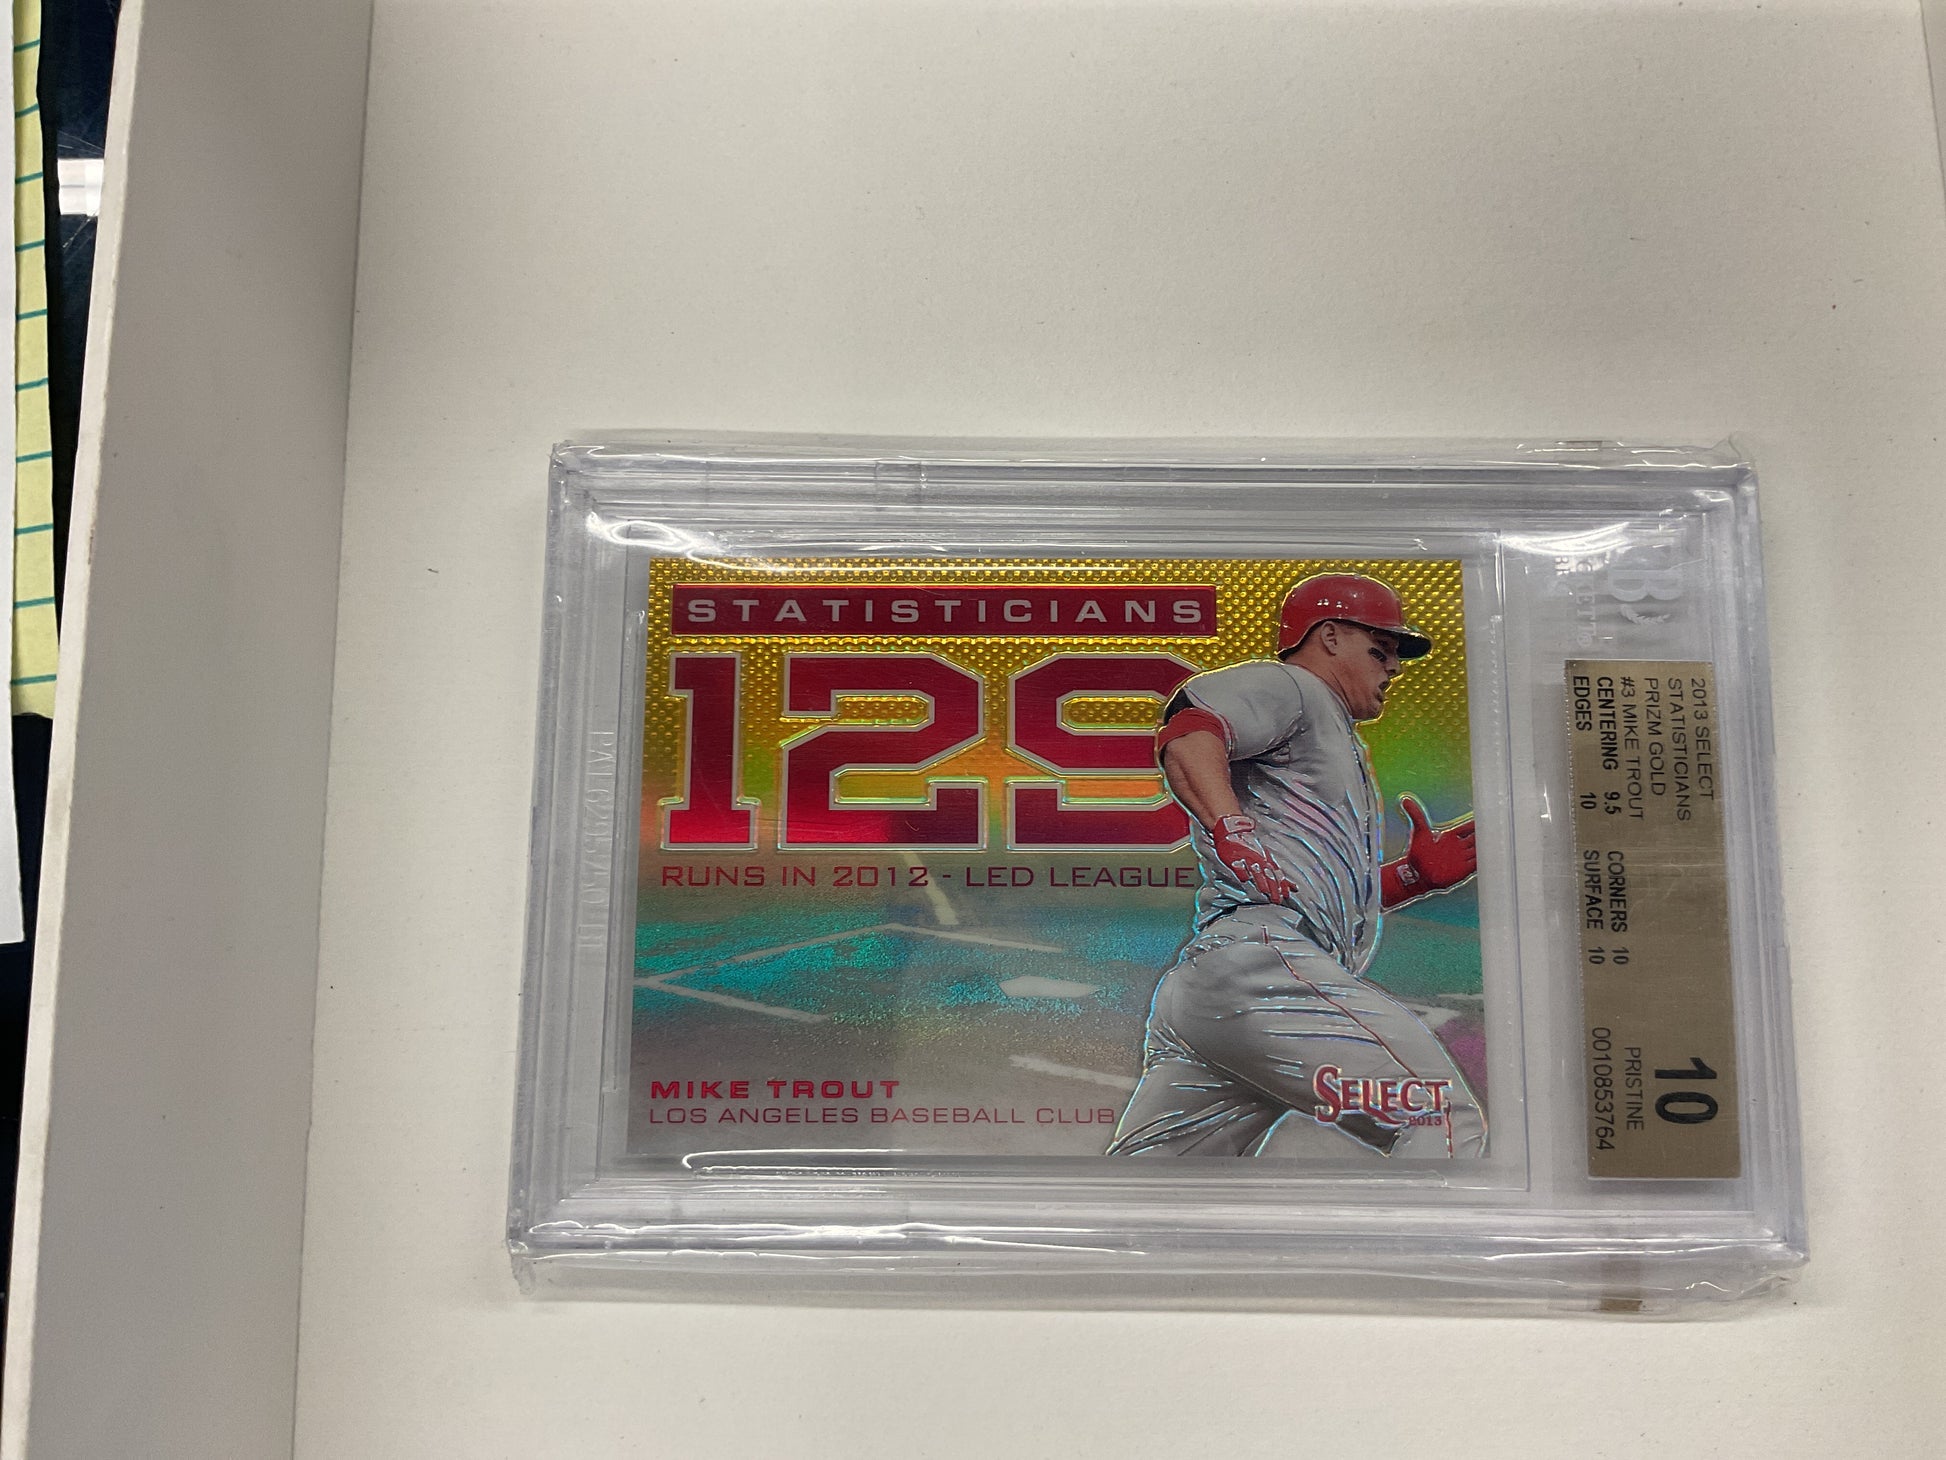 STATISTICIANS
129
RUNS IN 2012 - LED LEAGUE
MIKE TROUT
LOS ANGELES BASEBALL CLUB
SELECT
2013
2013 SELECT
STATISTICIANS
PRIZM GOLD
#3 MIKE TROUT
CENTERING 9.5 CORNERS 10
EDGES 10 SURFACE 10
10
PRISTINE
0010853764